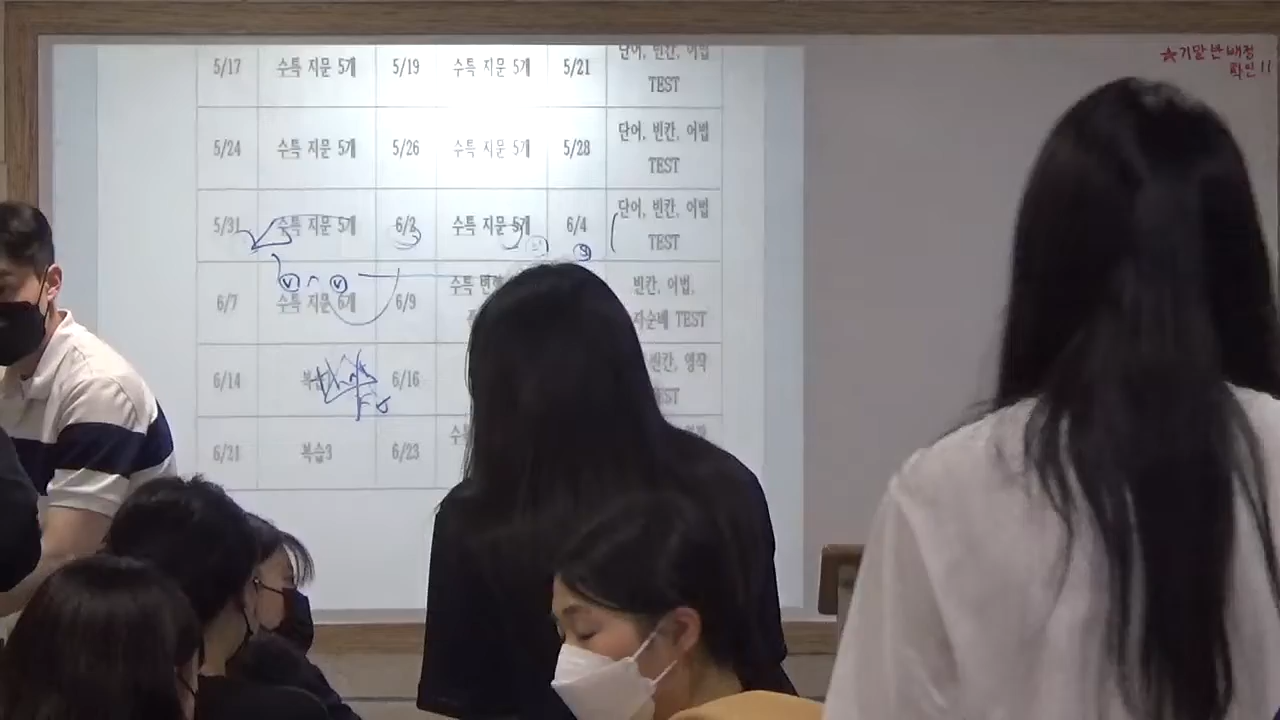 5/17 수특 지문 5개 5/19 수특 지문 5개 5/21 단어, 빈칸, 어법
TEST
5/24 수특 지문 5개 5/26 수특 지문 5개 5/28 단어, 빈칸, 어법
TEST
5/31 수특 지문 5개 6/2 수특 지문 5개 6/4 단어, 빈칸, 어법
TEST
6/7 수특 지문 6개 6/9 수특 빈칸, 어법,
TEST
6/14 6/16 빈칸, 영작
6/21 복습3 6/23
☆기말 반 배정
확인 !!